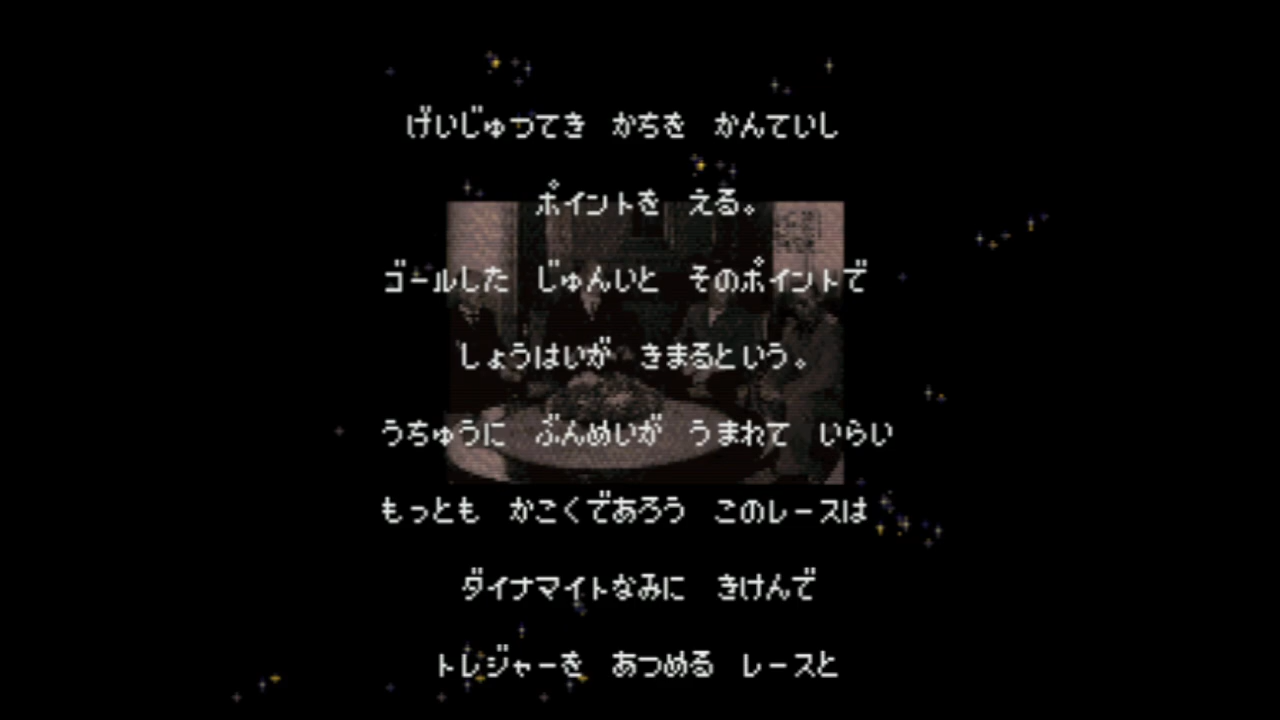 げいじゅつてき　かちを　かんていし
ポイントを　える。
ゴールした　じゅんいと　そのポイントで
しょうはいが　きまるという。
うちゅうに　ぶんめいが　うまれて　いらい
もっとも　かこくであろう　このレースは
ダイナマイトなみに　きけんで
トレジャーを　あつめる　レースと